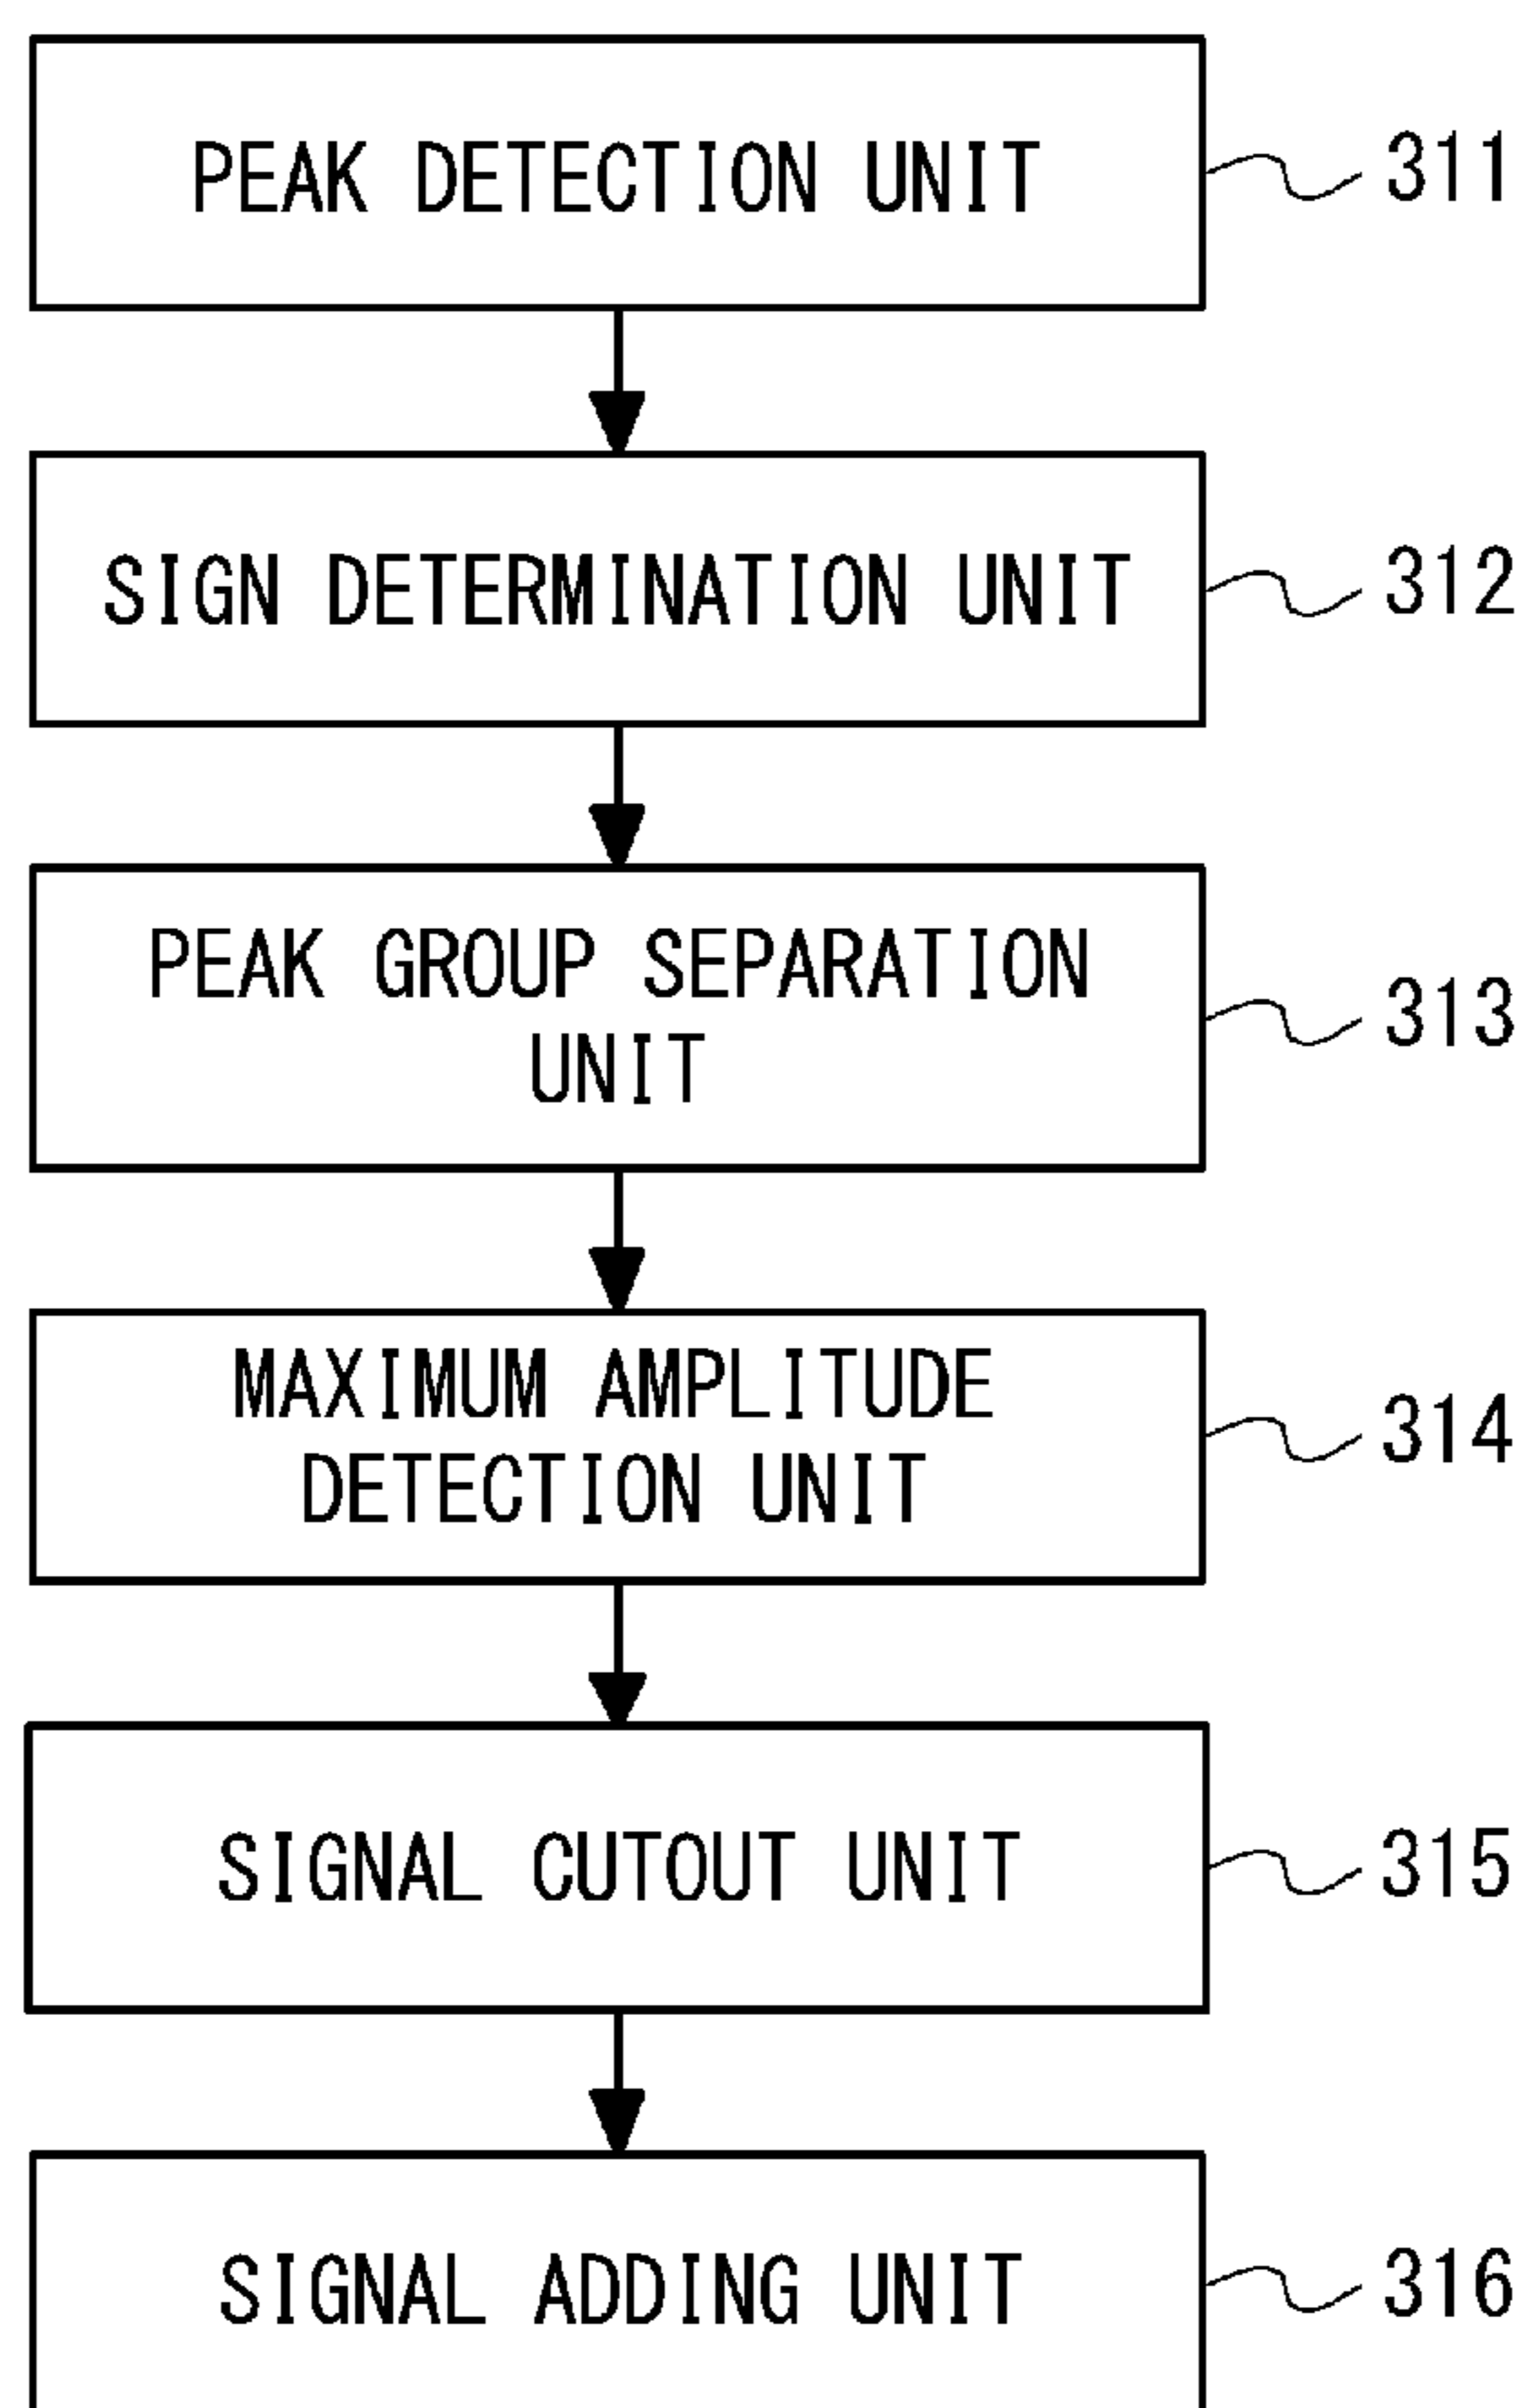 PEAK DETECTION UNIT
311
SIGN DETERMINATION UNIT
312
PEAK GROUP SEPARATION
UNIT
313
MAXIMUM AMPLITUDE
DETECTION UNIT
314
SIGNAL CUTOUT UNIT
315
SIGNAL ADDING UNIT
316